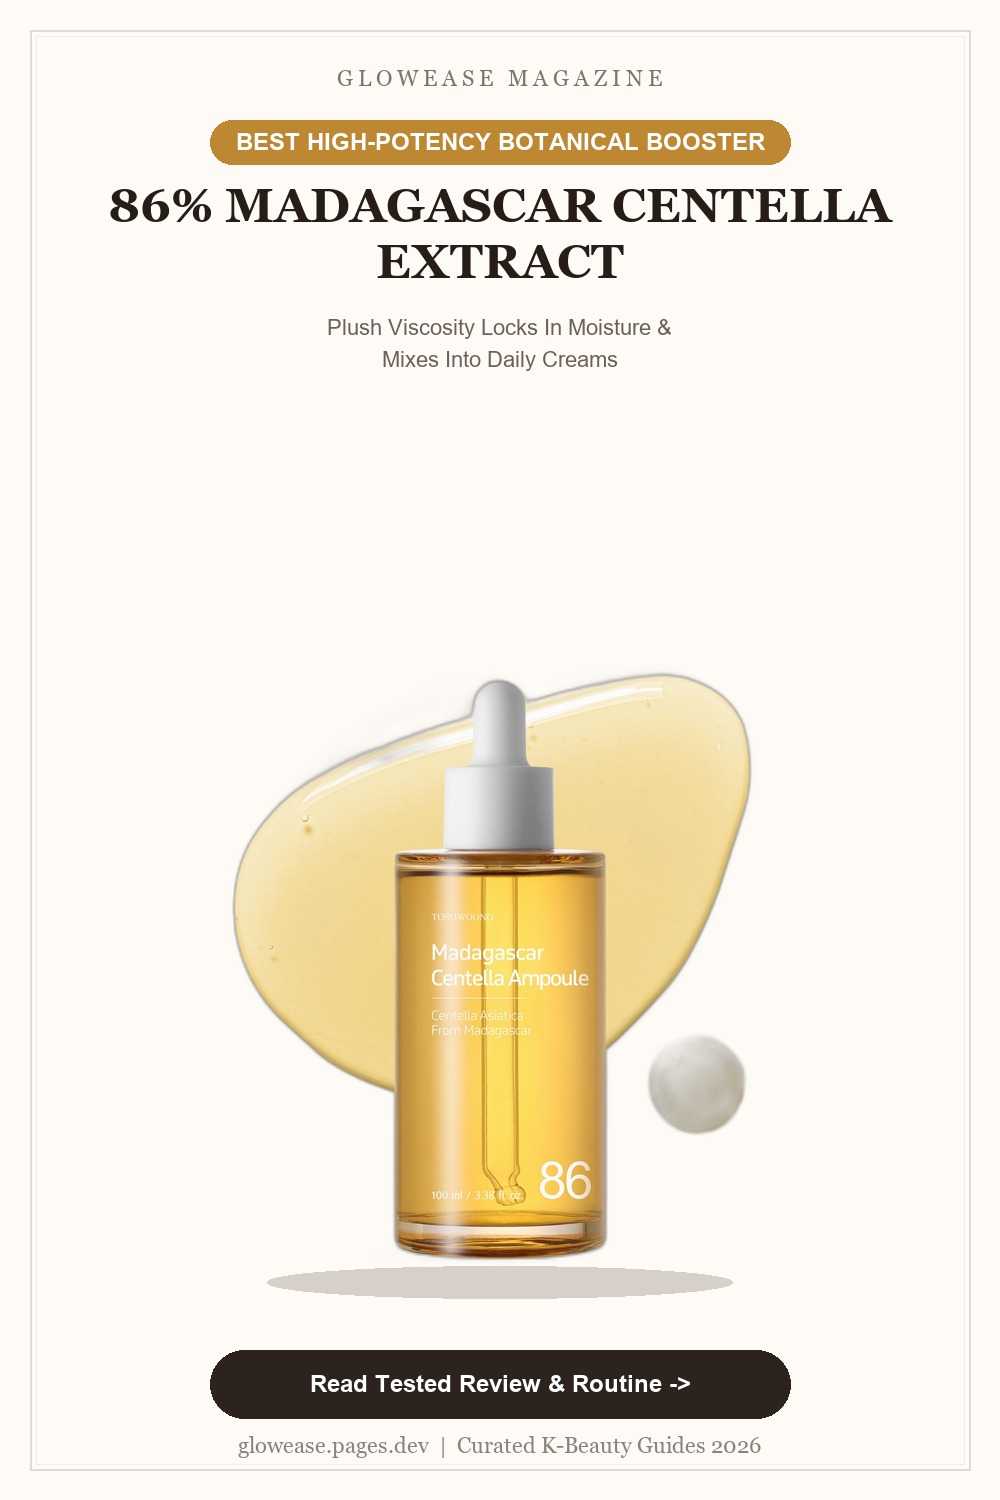 GLOWEASE MAGAZINE
BEST HIGH-POTENCY BOTANICAL BOOSTER
86% MADAGASCAR CENTELLA
EXTRACT
Plush Viscosity Locks In Moisture &
Mixes Into Daily Creams
TOSOWOONG
Madagascar
Centella Ampoule
Centella Asiatica
From Madagascar
100 ml / 3.38 fl. oz.
86
Read Tested Review & Routine ->
glowease.pages.dev | Curated K-Beauty Guides 2026